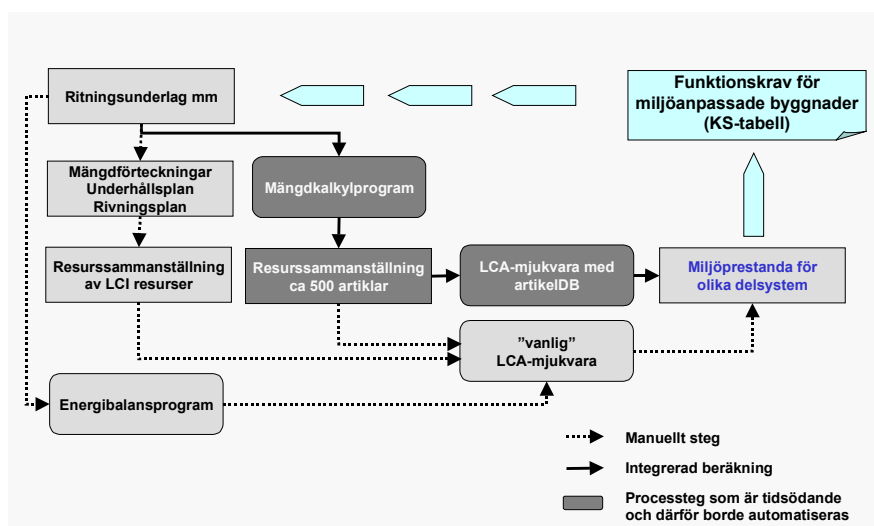 Ritningsunderlag mm
Funktionskrav för
miljöanpassade byggnader
(KS-tabell)
Mängdförteckningar
Underhållsplan
Rivningsplan
Mängdkalkylprogram
Resurssammanställning
av LCI resurser
Resurssammanställning
ca 500 artiklar
LCA-mjukvara med
artikelDB
Miljöprestanda för
olika delsystem
”vanlig”
LCA-mjukvara
Energibalansprogram
Manuellt steg
Integrerad beräkning
Processteg som är tidsödande
och därför borde automatiseras